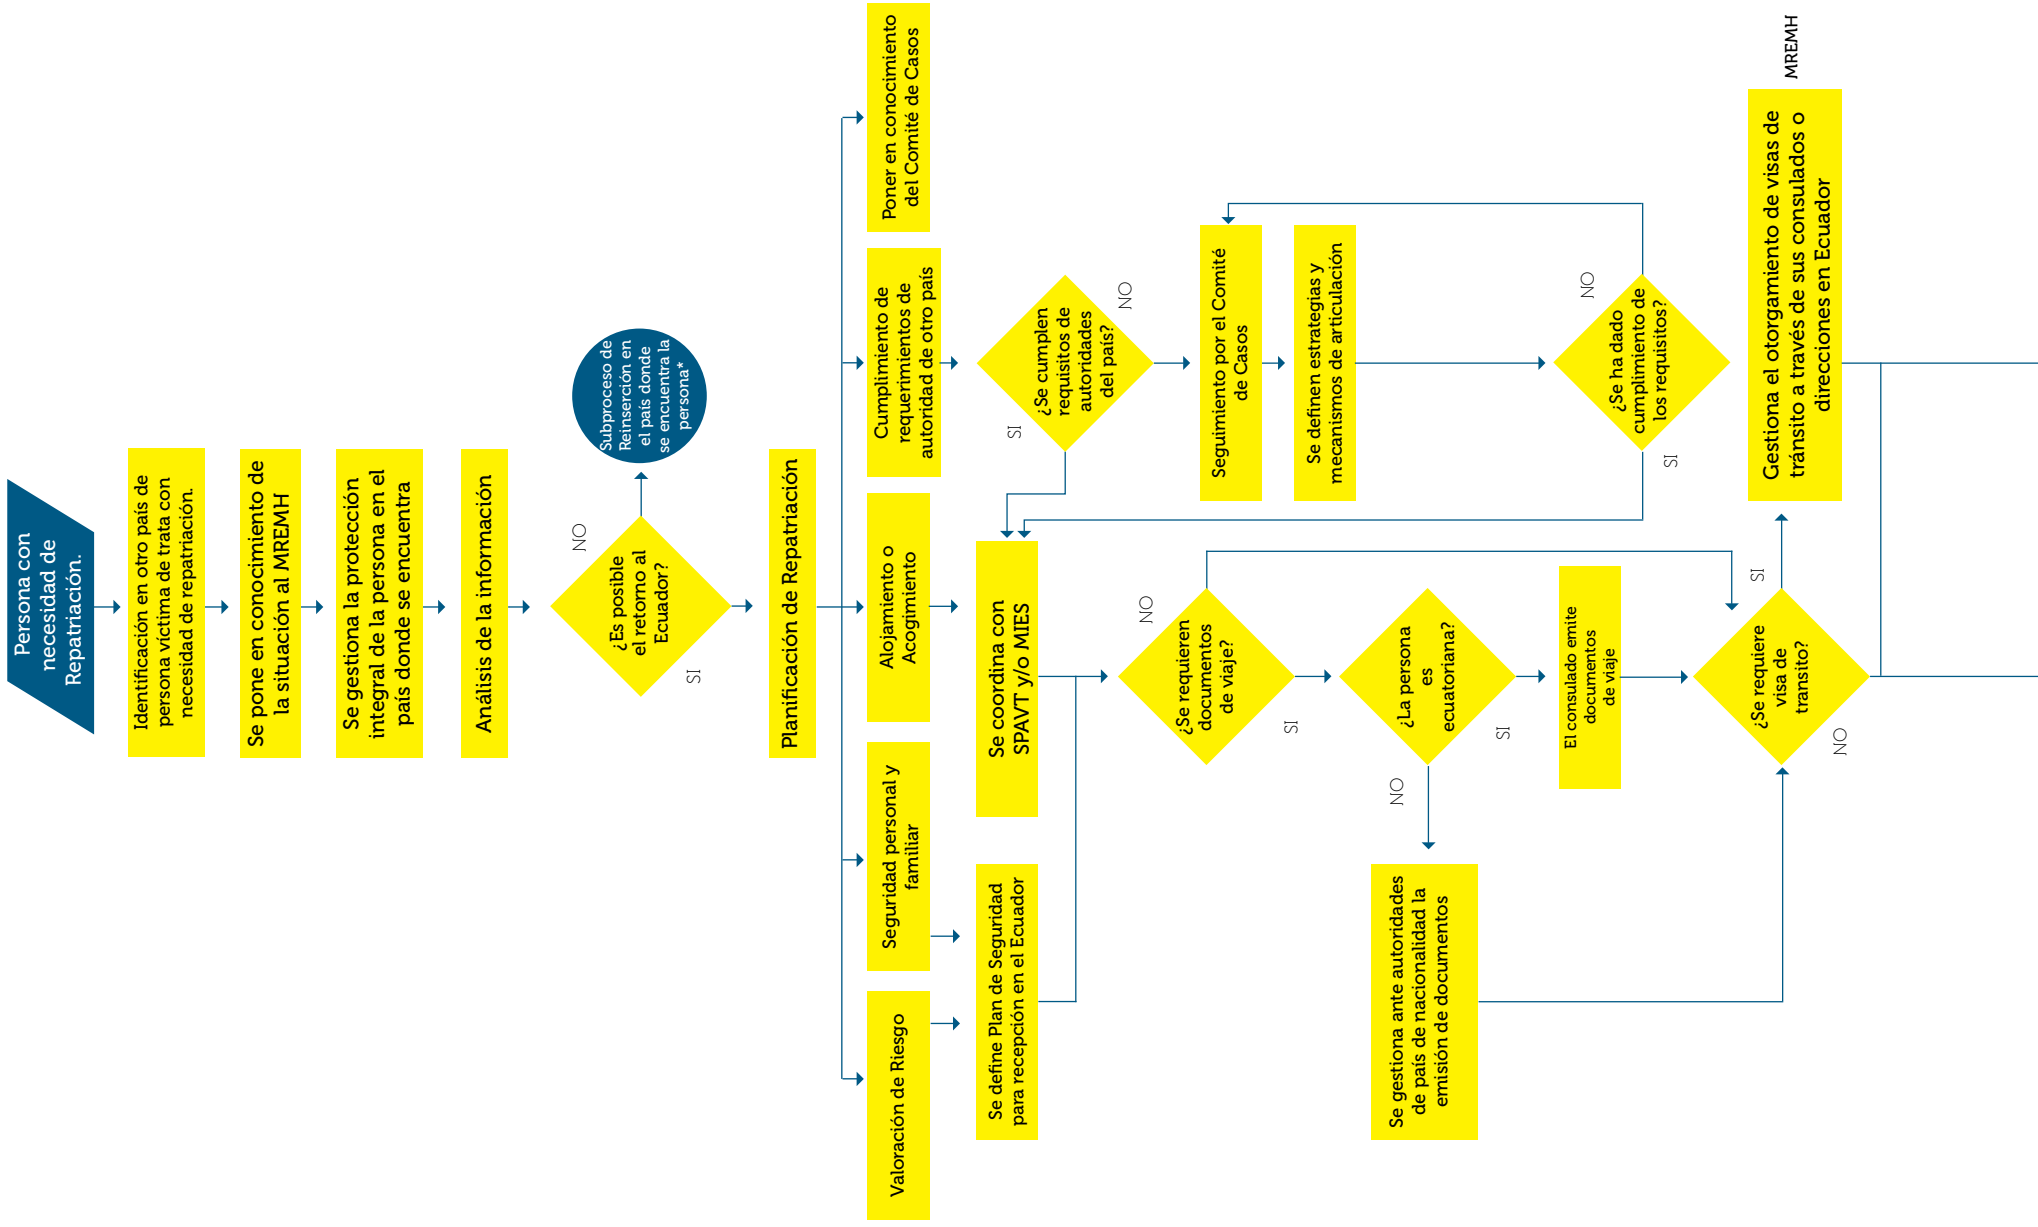 Persona con
necesidad de
Repatriación.
Identificación en otro país de
persona víctima de trata con
necesidad de repatriación.
Se pone en conocimiento de
la situación al MREMH
Se gestiona la protección
integral de la persona en el
país donde se encuentra
Análisis de la información
¿Es posible
el retorno al
Ecuador?
NO
SI
Subproceso de
Reinserción en
el país donde
se encuentra la
persona*
Planificación de Repatriación
Valoración de Riesgo
Seguridad personal y
familiar
Alojamiento o
Acogimiento
Cumplimiento de
requerimientos de
autoridad de otro país
Poner en conocimiento
del Comité de Casos
Se define Plan de Seguridad
para recepción en el Ecuador
Se coordina con
SPAVT y/o MIES
¿Se cumplen
requisitos de
autoridades
del país?
SI
NO
Seguimiento por el Comité
de Casos
Se definen estrategias y
mecanismos de articulación
¿Se ha dado
cumplimiento de
los requisitos?
NO
SI
¿Se requieren
documentos
de viaje?
NO
SI
¿La persona
es
ecuatoriana?
NO
SI
Se gestiona ante autoridades
de país de nacionalidad la
emisión de documentos
El consulado emite
documentos
de viaje
¿Se requiere
visa de
transito?
SI
NO
Gestiona el otorgamiento de visas de
tránsito a través de sus consulados o
direcciones en Ecuador
MREMH